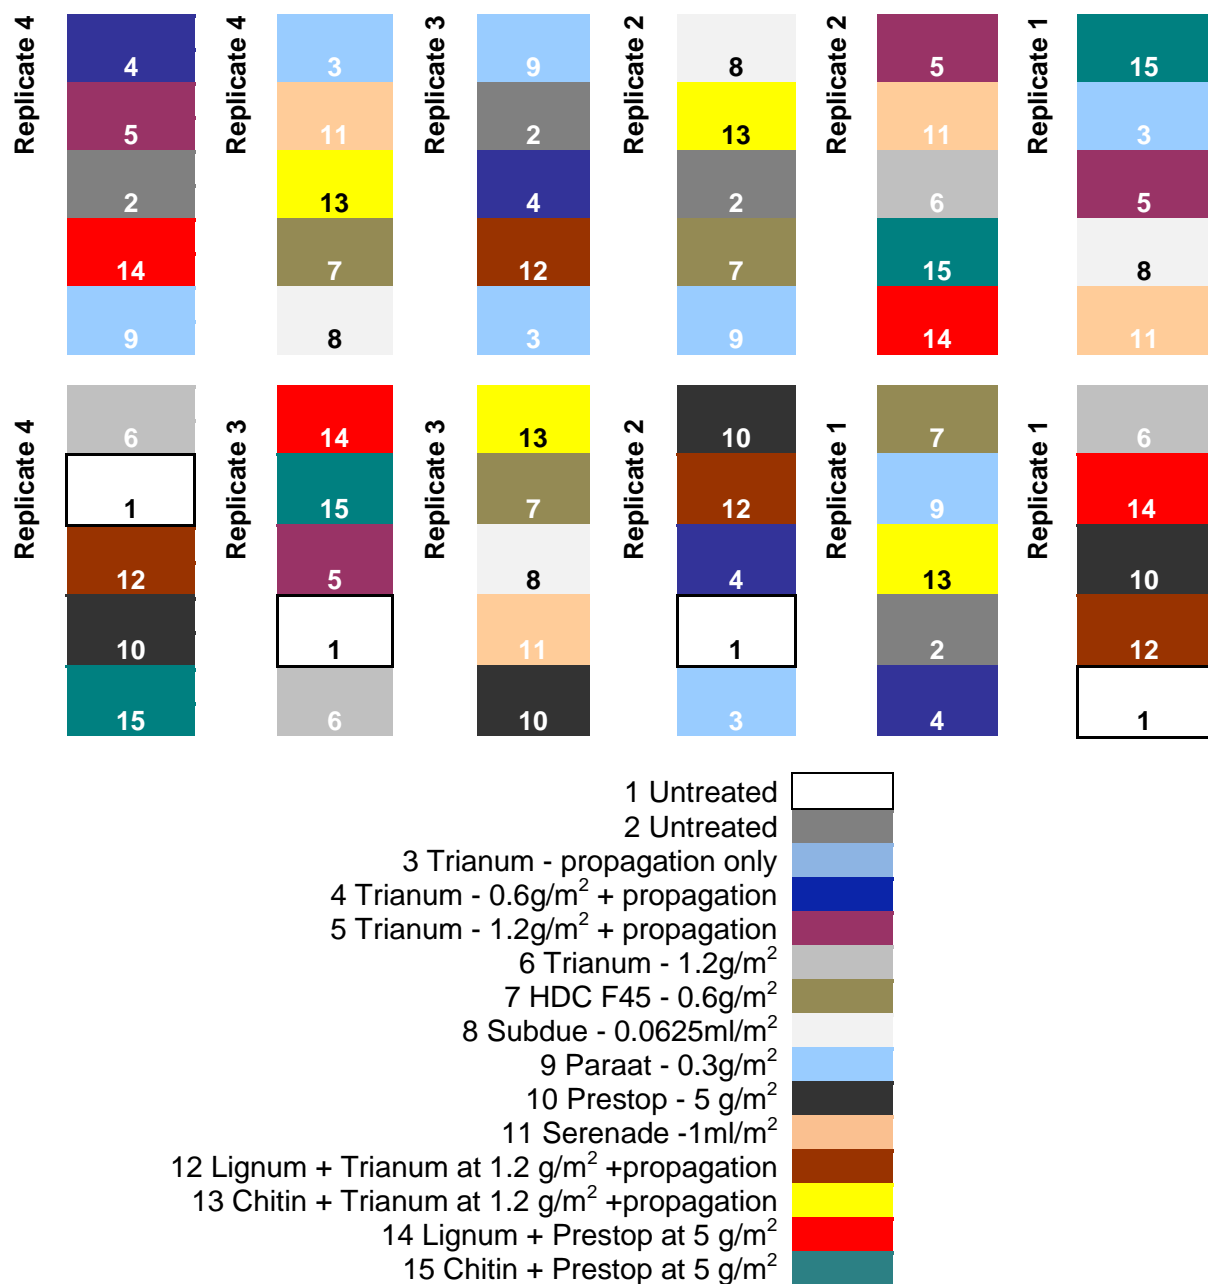 Replicate 4 Replicate 4 Replicate 3 Replicate 2 Replicate 2 Replicate 1
4 3 9 8 5 15
5 11 2 13 11 3
2 13 4 2 6 5
14 7 12 7 15 8
9 8 3 9 14 11
Replicate 4 Replicate 3 Replicate 3 Replicate 2 Replicate 1 Replicate 1
6 14 13 10 7 6
1 15 7 12 9 14
12 5 8 4 13 10
10 1 11 1 2 12
15 6 10 3 4 1
1 Untreated
2 Untreated
3 Trianum - propagation only
4 Trianum - 0.6g/m² + propagation
5 Trianum - 1.2g/m² + propagation
6 Trianum - 1.2g/m²
7 HDC F45 - 0.6g/m²
8 Subdue - 0.0625ml/m²
9 Paraat - 0.3g/m²
10 Prestop - 5 g/m²
11 Serenade -1ml/m²
12 Lignum + Trianum at 1.2 g/m² +propagation
13 Chitin + Trianum at 1.2 g/m² +propagation
14 Lignum + Prestop at 5 g/m²
15 Chitin + Prestop at 5 g/m²